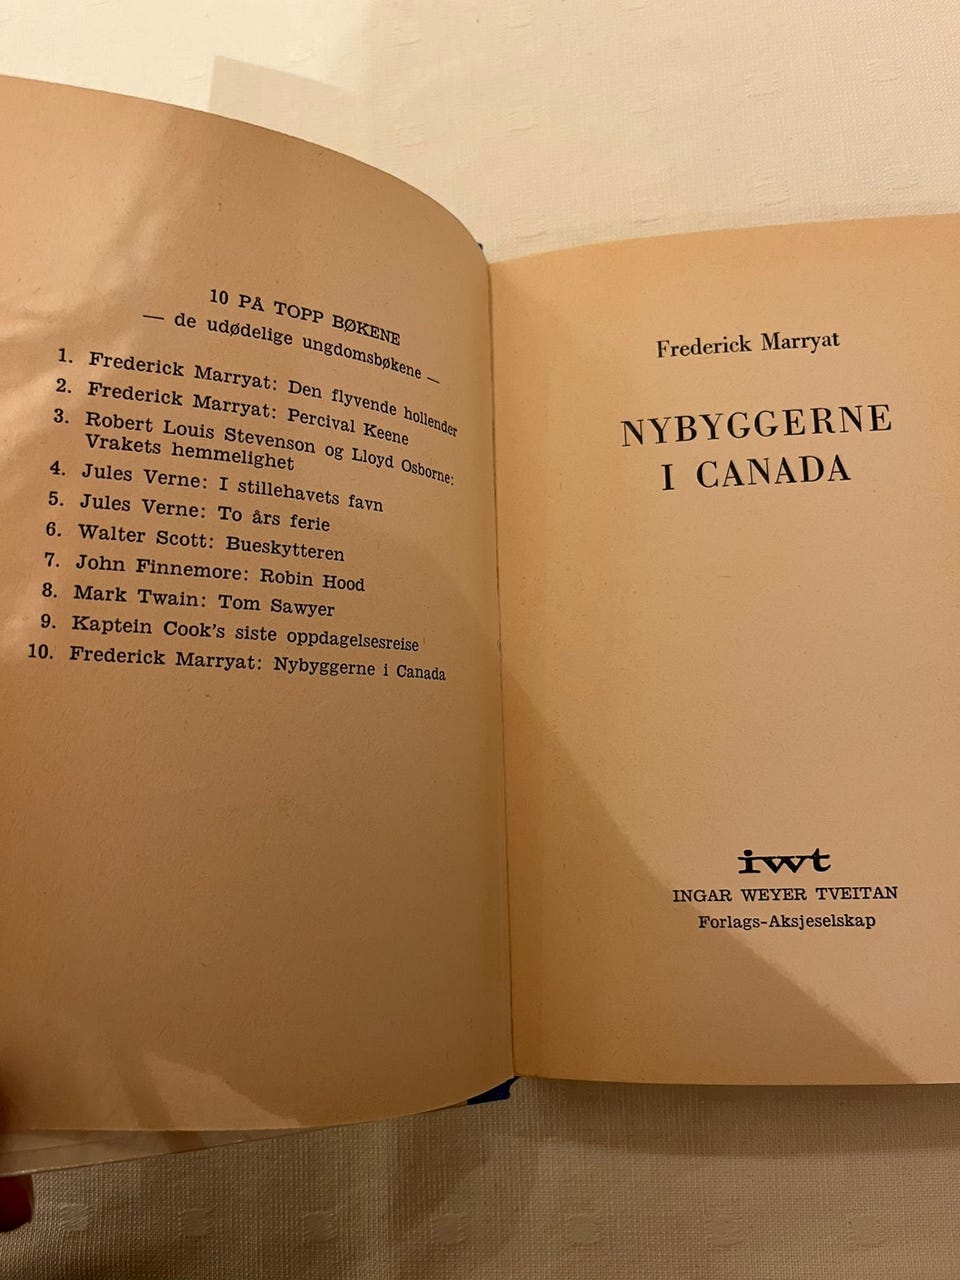 10 PÅ TOPP BØKENE
— de udødelige ungdomsbøkene —
1. Frederick Marryat: Den flyvende hollender
2. Frederick Marryat: Percival Keene
3. Robert Louis Stevenson og Lloyd Osborne:
Vrakets hemmelighet
4. Jules Verne: I stillehavets favn
5. Jules Verne: To års ferie
6. Walter Scott: Bueskytteren
7. John Finnemore: Robin Hood
8. Mark Twain: Tom Sawyer
9. Kaptein Cook's siste oppdagelsesreise
10. Frederick Marryat: Nybyggerne i Canada
Frederick Marryat
NYBYGGERNE
I CANADA
iwt
INGAR WEYER TVEITAN
Forlags-Aksjeselskap